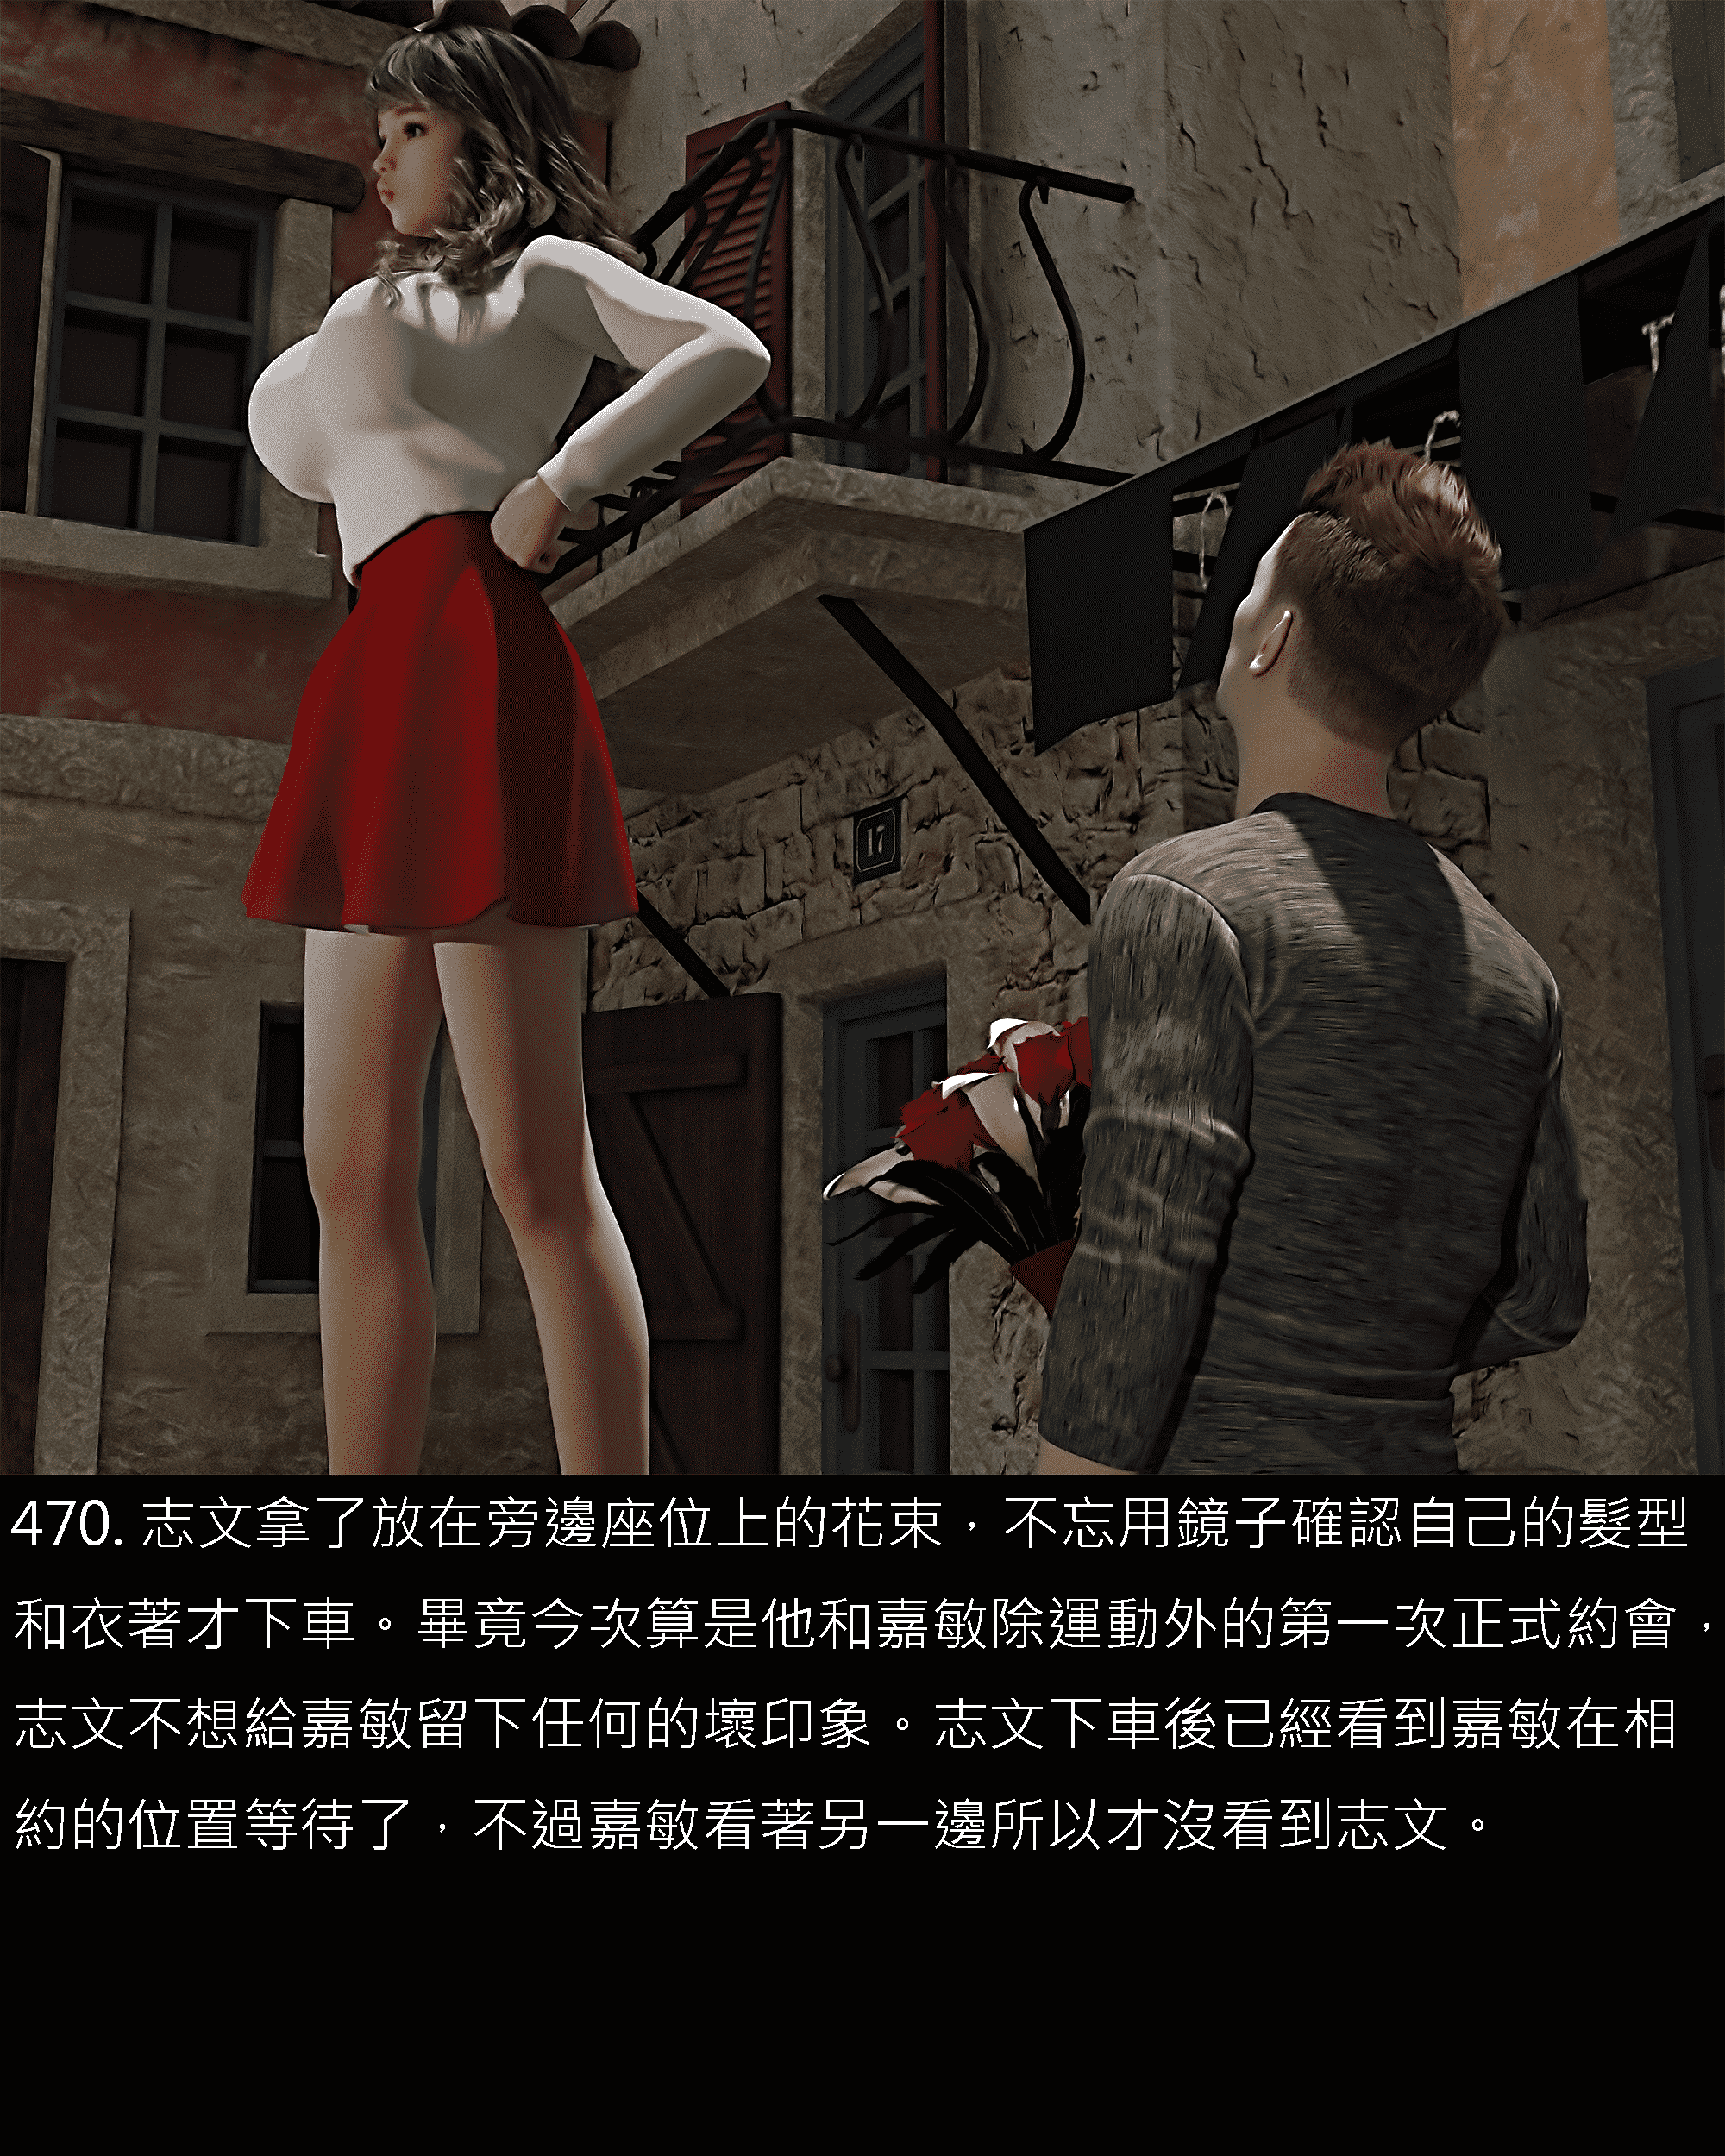 17
470. 志文拿了放在旁邊座位上的花束，不忘用鏡子確認自己的髮型
和衣著才下車。畢竟今次算是他和嘉敏除運動外的第一次正式約會，
志文不想給嘉敏留下任何的壞印象。志文下車後已經看到嘉敏在相
約的位置等待了，不過嘉敏看著另一邊所以才沒看到志文。